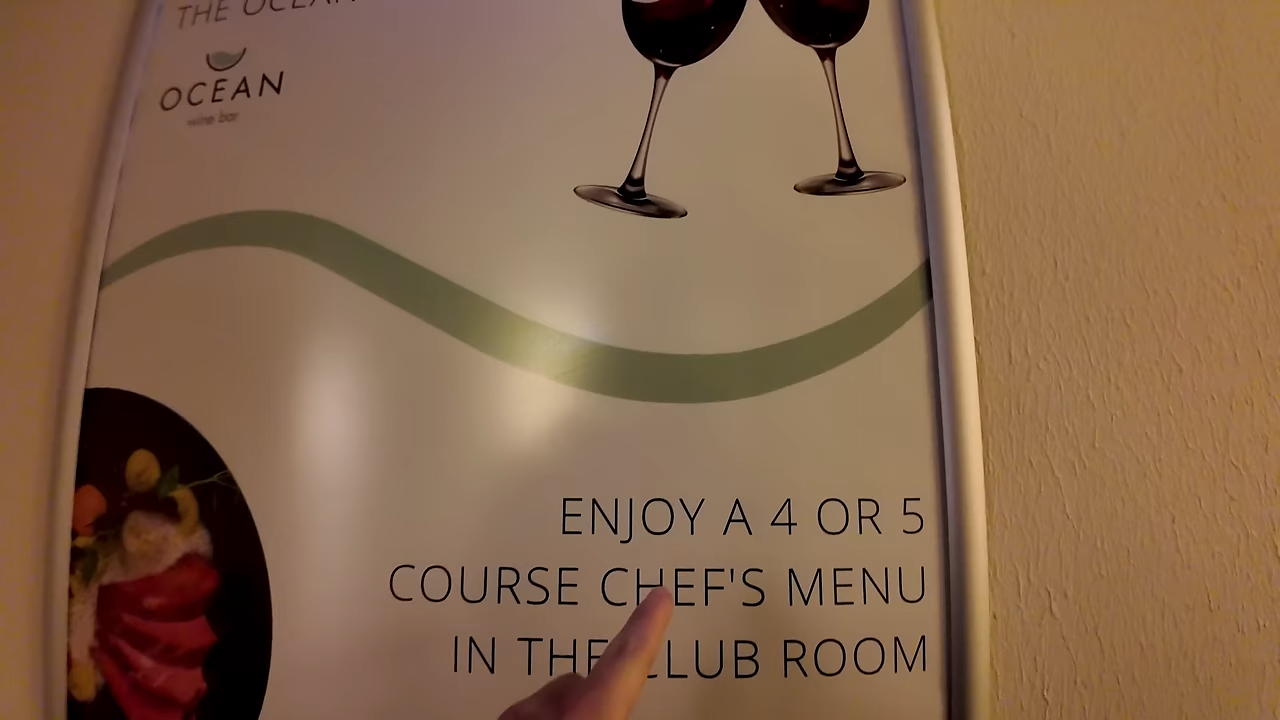 THE OCEAN
OCEAN
wine bar
ENJOY A 4 OR 5
COURSE CHEF'S MENU
IN THE CLUB ROOM